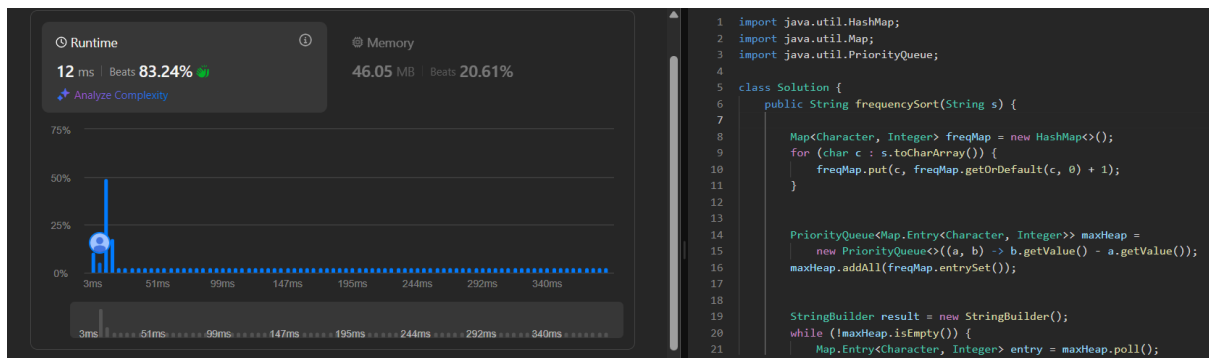 Runtime
Memory
12 ms | Beats 83.24%
46.05 MB | Beats 20.61%
Analyze Complexity
75%
50%
25%
0%
3ms 51ms 99ms 147ms 195ms 244ms 292ms 340ms
3ms 51ms 99ms 147ms 195ms 244ms 292ms 340ms
1 import java.util.HashMap;
2 import java.util.Map;
3 import java.util.PriorityQueue;
4
5 class Solution {
6 public String frequencySort(String s) {
7
8 Map<Character, Integer> freqMap = new HashMap<>();
9 for (char c : s.toCharArray()) {
10 freqMap.put(c, freqMap.getOrDefault(c, 0) + 1);
11 }
12
13
14 PriorityQueue<Map.Entry<Character, Integer>> maxHeap =
15 new PriorityQueue<>((a, b) -> b.getValue() - a.getValue());
16 maxHeap.addAll(freqMap.entrySet());
17
18
19 StringBuilder result = new StringBuilder();
20 while (!maxHeap.isEmpty()) {
21 Map.Entry<Character, Integer> entry = maxHeap.poll();